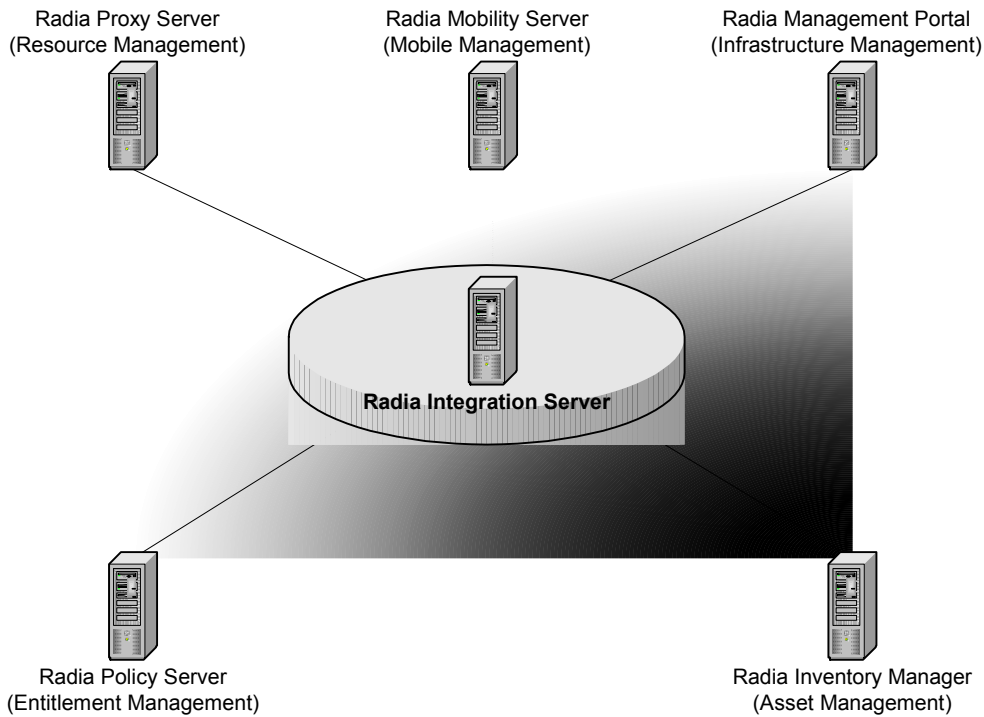 Radia Proxy Server
(Resource Management)
Radia Mobility Server
(Mobile Management)
Radia Management Portal
(Infrastructure Management)
Radia Integration Server
Radia Policy Server
(Entitlement Management)
Radia Inventory Manager
(Asset Management)